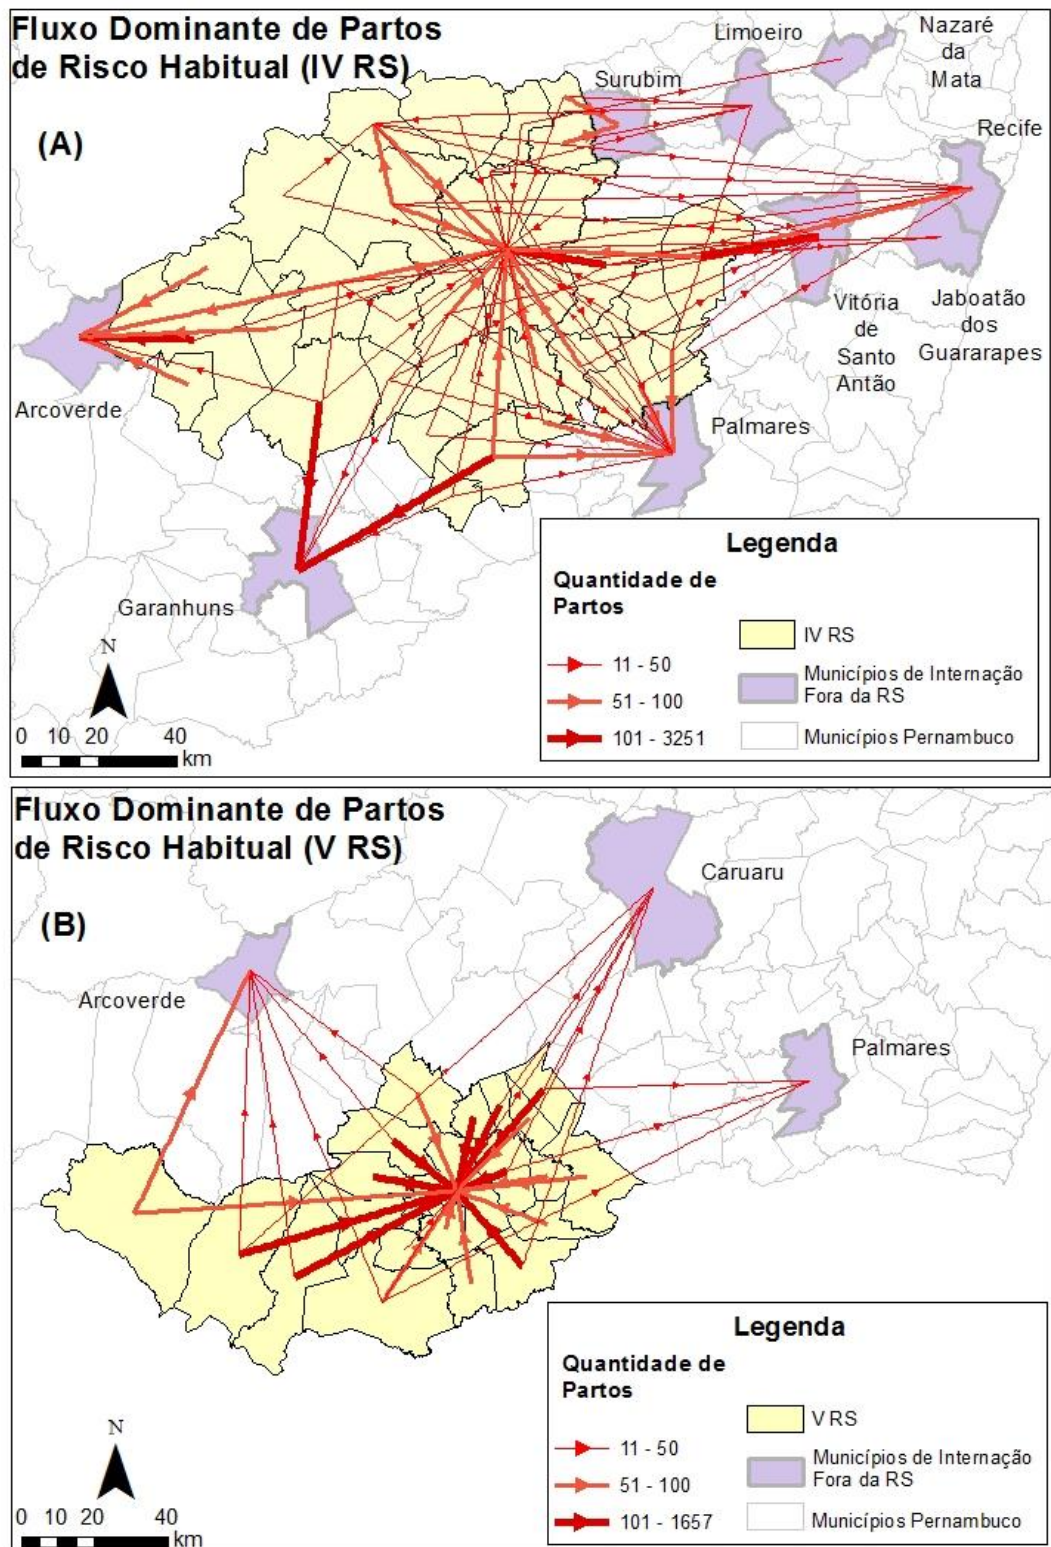 Fluxo Dominante de Partos
de Risco Habitual (IV RS)
(A)
Limoeiro
Nazaré
da
Mata
Surubim
Recife
Vitória
de
Santo
Antão
Jaboatão
dos
Guararapes
Arcoverde
Palmares
Garanhuns
N
0 10 20 40
km
Legenda
Quantidade de
Partos
11 - 50
51 - 100
101 - 3251
IV RS
Municípios de Internação
Fora da RS
Municípios Pernambuco
Fluxo Dominante de Partos
de Risco Habitual (V RS)
(B)
Caruaru
Arcoverde
Palmares
N
0 10 20 40
km
Legenda
Quantidade de
Partos
11 - 50
51 - 100
101 - 1657
V RS
Municípios de Internação
Fora da RS
Municípios Pernambuco